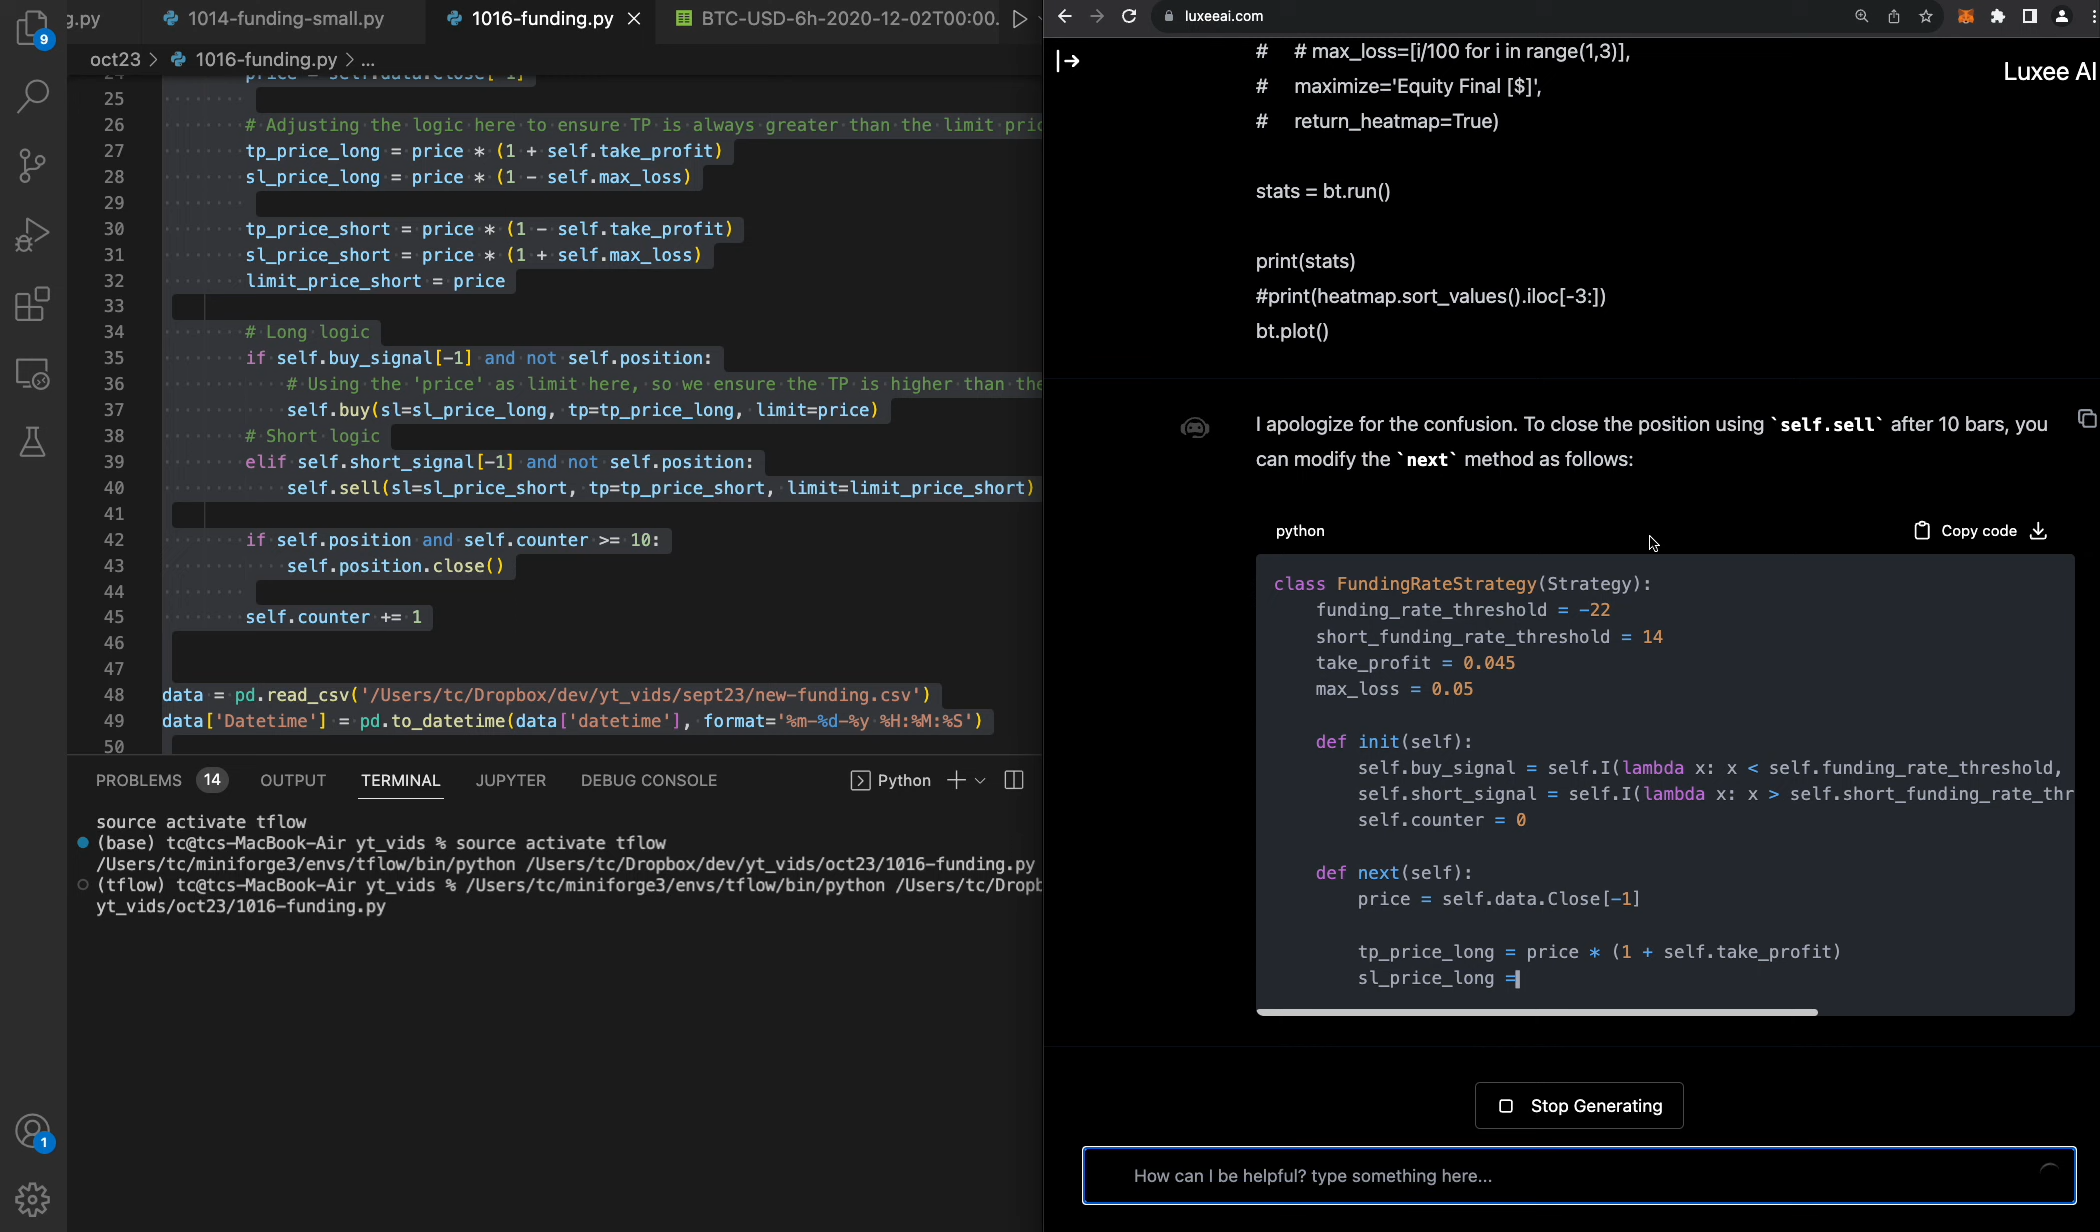 9
g.py
1014-funding-small.py
1016-funding.py
BTC-USD-6h-2020-12-02T00:00.
oct23 > 1016-funding.py > ...
24 price = self.data.Close[-1]
25
26 # Adjusting the logic here to ensure TP is always greater than the limit pric
27 tp_price_long = price * (1 + self.take_profit)
28 sl_price_long = price * (1 - self.max_loss)
29
30 tp_price_short = price * (1 - self.take_profit)
31 sl_price_short = price * (1 + self.max_loss)
32 limit_price_short = price
33
34 # Long logic
35 if self.buy_signal[-1] and not self.position:
36 # Using the 'price' as limit here, so we ensure the TP is higher than the
37 self.buy(sl=sl_price_long, tp=tp_price_long, limit=price)
38 # Short logic
39 elif self.short_signal[-1] and not self.position:
40 self.sell(sl=sl_price_short, tp=tp_price_short, limit=limit_price_short)
41
42 if self.position and self.counter >= 10:
43 self.position.close()
44
45 self.counter += 1
46
47
48 data = pd.read_csv('/Users/tc/Dropbox/dev/yt_vids/sept23/new-funding.csv')
49 data['Datetime'] = pd.to_datetime(data['datetime'], format='%m-%d-%y %H:%M:%S')
50
PROBLEMS 14 OUTPUT TERMINAL JUPYTER DEBUG CONSOLE Python
source activate tflow
(base) tc@tcs-MacBook-Air yt_vids % source activate tflow
/Users/tc/miniforge3/envs/tflow/bin/python /Users/tc/Dropbox/dev/yt_vids/oct23/1016-funding.py
(tflow) tc@tcs-MacBook-Air yt_vids % /Users/tc/miniforge3/envs/tflow/bin/python /Users/tc/Dropb
yt_vids/oct23/1016-funding.py
1
luxeeai.com
Luxee AI
# # max_loss=[i/100 for i in range(1,3)],
# maximize='Equity Final [$]',
# return_heatmap=True)
stats = bt.run()
print(stats)
#print(heatmap.sort_values().iloc[-3:])
bt.plot()
I apologize for the confusion. To close the position using `self.sell` after 10 bars, you
can modify the `next` method as follows:
python Copy code
class FundingRateStrategy(Strategy):
funding_rate_threshold = -22
short_funding_rate_threshold = 14
take_profit = 0.045
max_loss = 0.05
def init(self):
self.buy_signal = self.I(lambda x: x < self.funding_rate_threshold,
self.short_signal = self.I(lambda x: x > self.short_funding_rate_thr
self.counter = 0
def next(self):
price = self.data.Close[-1]
tp_price_long = price * (1 + self.take_profit)
sl_price_long =
Stop Generating
How can I be helpful? type something here...